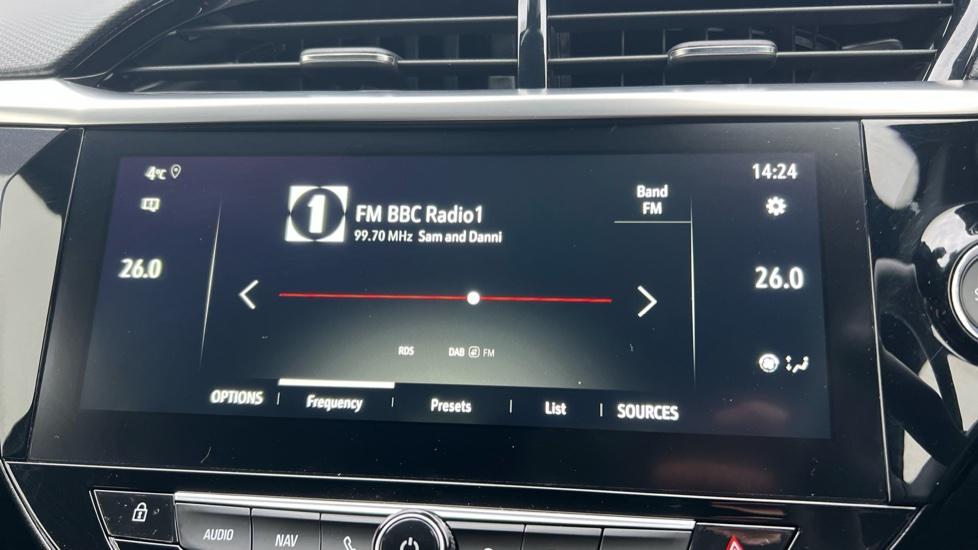 4°C
14:24
1
FM BBC Radio1
99.70 MHz Sam and Danni
Band
FM
26.0
26.0
RDS DAB FM
OPTIONS Frequency Presets List SOURCES
AUDIO NAV